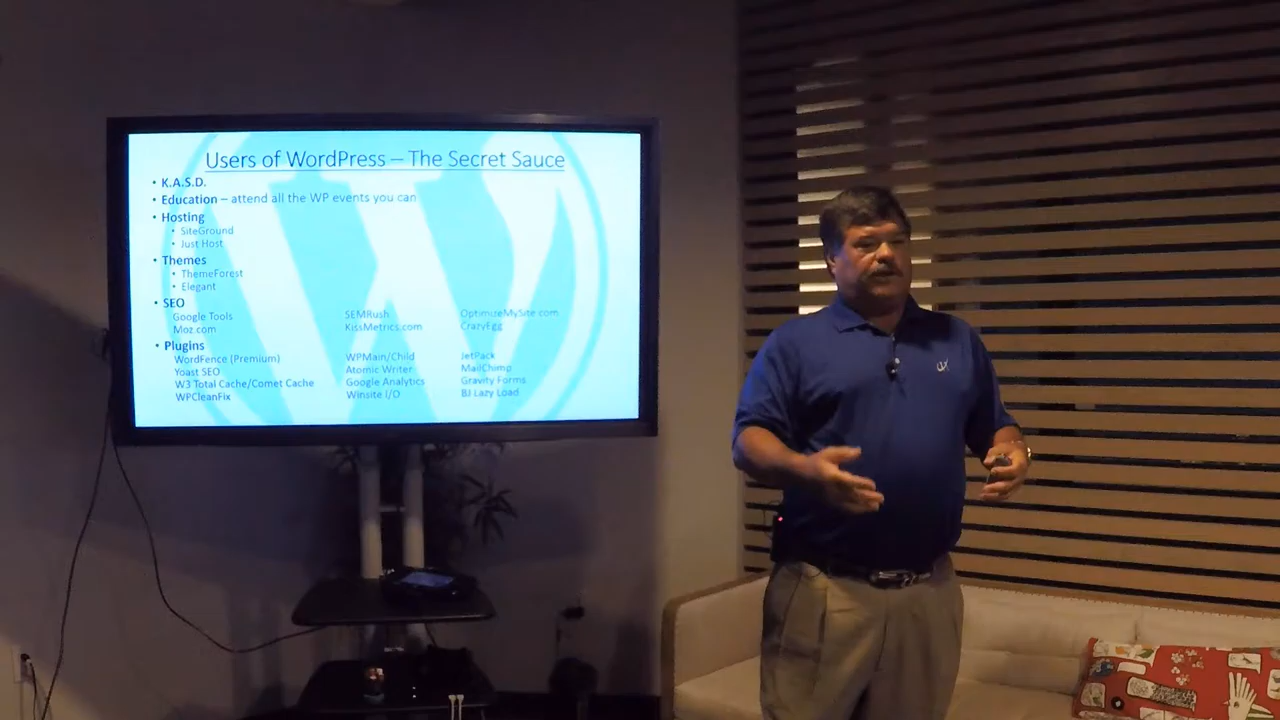 Users of WordPress – The Secret Sauce
• K.A.S.D.
• Education – attend all the WP events you can
• Hosting
• SiteGround
• Just Host
• Themes
• ThemeForest
• Elegant
• SEO
Google Tools SEMRush OptimizeMySite.com
Moz.com KissMetrics.com CrazyEgg
• Plugins
WordFence (Premium) WPMain/Child JetPack
Yoast SEO Atomic Writer MailChimp
W3 Total Cache/Comet Cache Google Analytics Gravity Forms
WPCleanFix Winsite I/O BJ Lazy Load